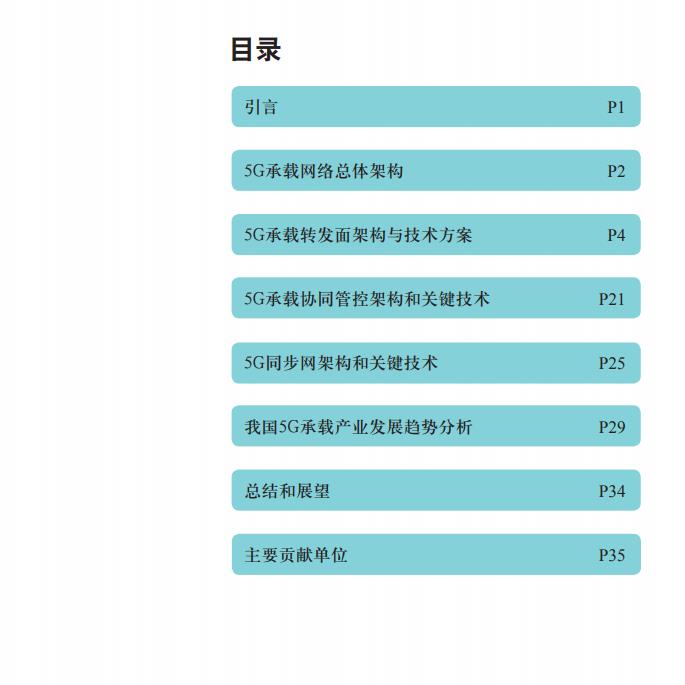 目录
引言 P1
5G承载网络总体架构 P2
5G承载转发面架构与技术方案 P4
5G承载协同管控架构和关键技术 P21
5G同步网架构和关键技术 P25
我国5G承载产业发展趋势分析 P29
总结和展望 P34
主要贡献单位 P35